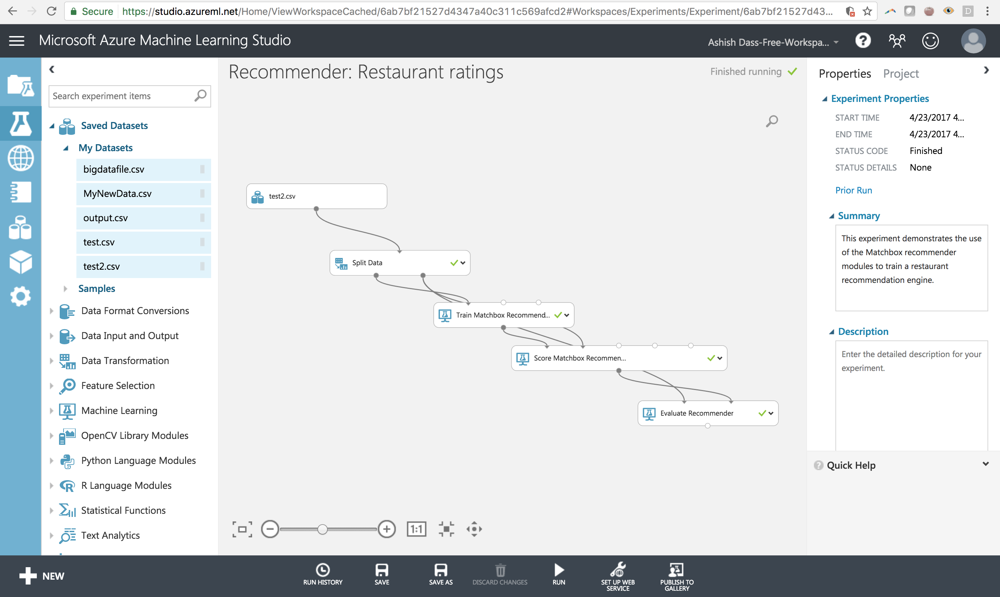 Secure
https://studio.azureml.net/Home/ViewWorkspaceCached/6ab7bf21527d4347a40c311c569afcd2#Workspaces/Experiments/Experiment/6ab7bf21527d43...
D
Microsoft Azure Machine Learning Studio
Ashish Dass-Free-Workspa...
?
Search experiment items
Saved Datasets
My Datasets
bigdatafile.csv
MyNewData.csv
output.csv
test.csv
test2.csv
Samples
Data Format Conversions
Data Input and Output
Data Transformation
Feature Selection
Machine Learning
OpenCV Library Modules
Python Language Modules
R Language Modules
Statistical Functions
Text Analytics
Recommender: Restaurant ratings
Finished running
test2.csv
Split Data
Train Matchbox Recommend...
Score Matchbox Recommen...
Evaluate Recommender
1:1
Properties
Project
Experiment Properties
START TIME 4/23/2017 4...
END TIME 4/23/2017 4...
STATUS CODE Finished
STATUS DETAILS None
Prior Run
Summary
This experiment demonstrates the use
of the Matchbox recommender
modules to train a restaurant
recommendation engine.
Description
Enter the detailed description for your
experiment.
? Quick Help
NEW
RUN HISTORY
SAVE
SAVE AS
DISCARD CHANGES
RUN
SET UP WEB
SERVICE
PUBLISH TO
GALLERY